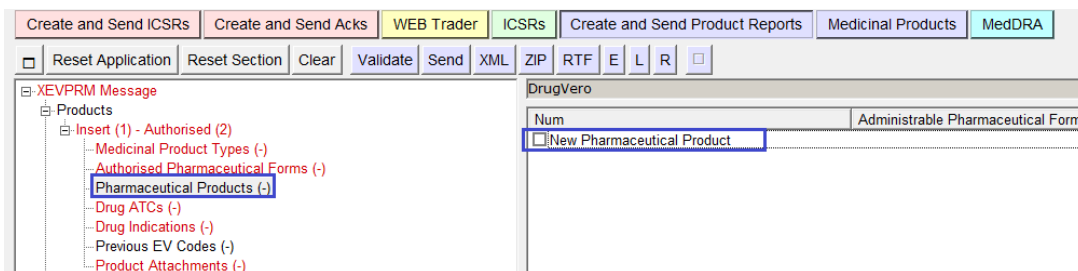 Create and Send ICSRs Create and Send Acks WEB Trader ICSRs Create and Send Product Reports Medicinal Products MedDRA
Reset Application Reset Section Clear Validate Send XML ZIP RTF E L R
XEVPRM Message
Products
Insert (1) - Authorised (2)
Medicinal Product Types (-)
Authorised Pharmaceutical Forms (-)
Pharmaceutical Products (-)
Drug ATCs (-)
Drug Indications (-)
Previous EV Codes (-)
Product Attachments (-)
DrugVero
Num Administrable Pharmaceutical Form
New Pharmaceutical Product